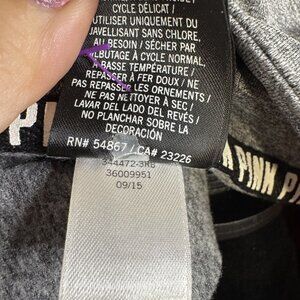 CYCLE DÉLICAT /
UTILISER UNIQUEMENT DU
JAVELLISANT SANS CHLORE,
AU BESOIN / SÉCHER PAR
CULBUTAGE À CYCLE NORMAL,
À BASSE TEMPÉRATURE /
REPASSER À FER DOUX / NE
PAS REPASSER LES ORNEMENTS /
NE PAS NETTOYER À SEC /
LAVAR DEL LADO DEL REVÉS /
NO PLANCHAR SOBRE LA
DECORACIÓN
RN# 54867 / CA# 23226
PINK
344472-3R6
36009951
09/15